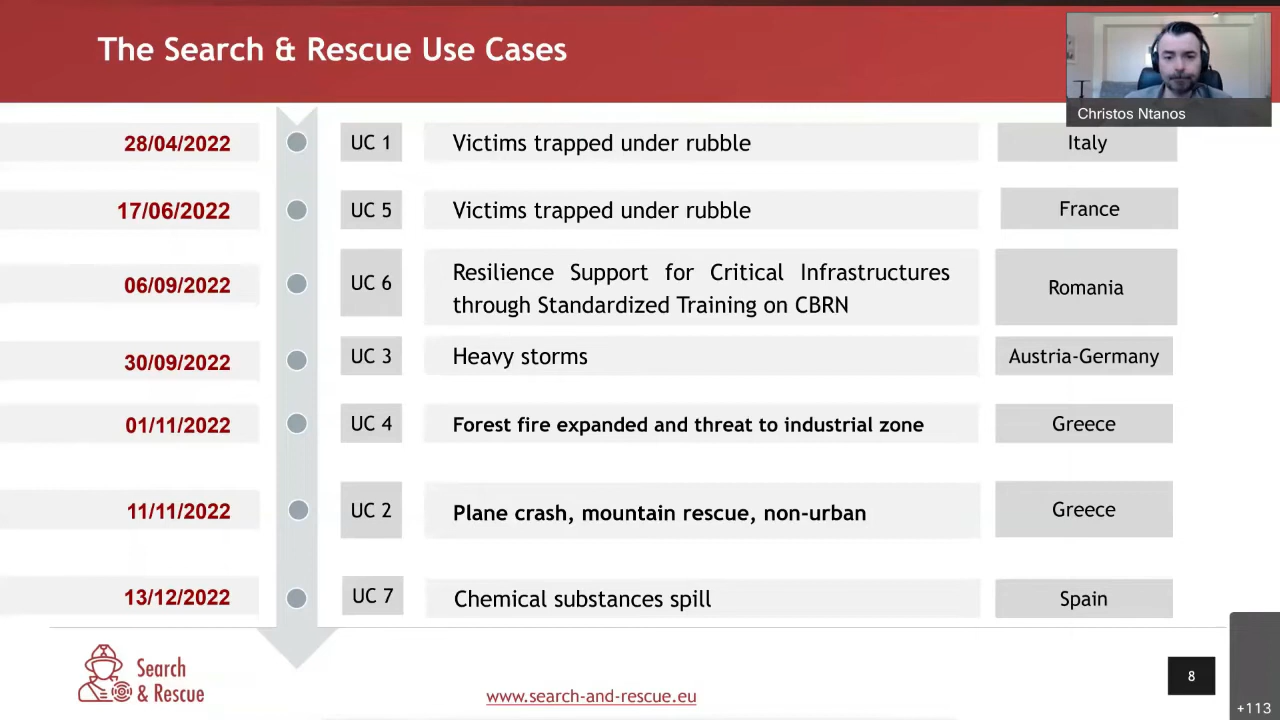 The Search & Rescue Use Cases
Christos Ntanos
28/04/2022 UC 1 Victims trapped under rubble Italy
17/06/2022 UC 5 Victims trapped under rubble France
06/09/2022 UC 6 Resilience Support for Critical Infrastructures
through Standardized Training on CBRN Romania
30/09/2022 UC 3 Heavy storms Austria-Germany
01/11/2022 UC 4 Forest fire expanded and threat to industrial zone Greece
11/11/2022 UC 2 Plane crash, mountain rescue, non-urban Greece
13/12/2022 UC 7 Chemical substances spill Spain
Search
& Rescue
www.search-and-rescue.eu
8
+113